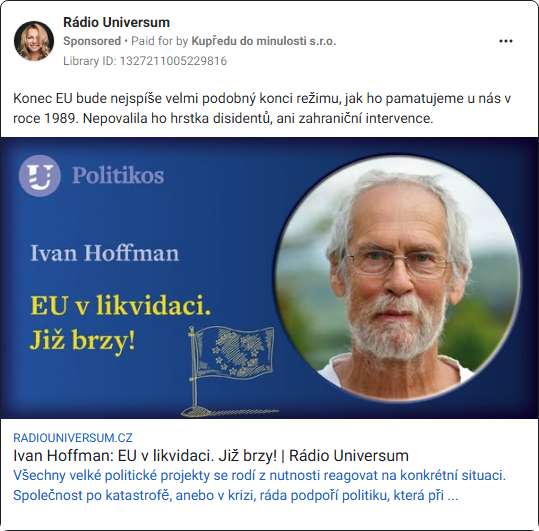 Rádio Universum
Sponsored • Paid for by Kupředu do minulosti s.r.o.
Library ID: 1327211005229816
Konec EU bude nejspíše velmi podobný konci režimu, jak ho pamatujeme u nás v
roce 1989. Nepovalila ho hrstka disidentů, ani zahraniční intervence.
U Politikos
Ivan Hoffman
EU v likvidaci.
Již brzy!
RADIOUNIVERSUM.CZ
Ivan Hoffman: EU v likvidaci. Již brzy! | Rádio Universum
Všechny velké politické projekty se rodí z nutnosti reagovat na konkrétní situaci.
Společnost po katastrofě, anebo v krizi, ráda podpoří politiku, která při ...